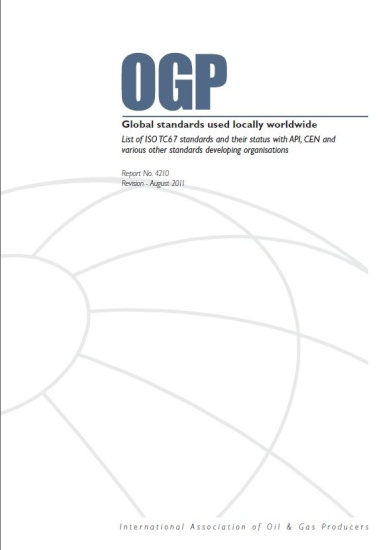 OGP
Global standards used locally worldwide
List of ISO TC67 standards and their status with API, CEN and
various other standards developing organisations
Report No. 4210
Revision - August 2011
International Association of Oil & Gas Producers